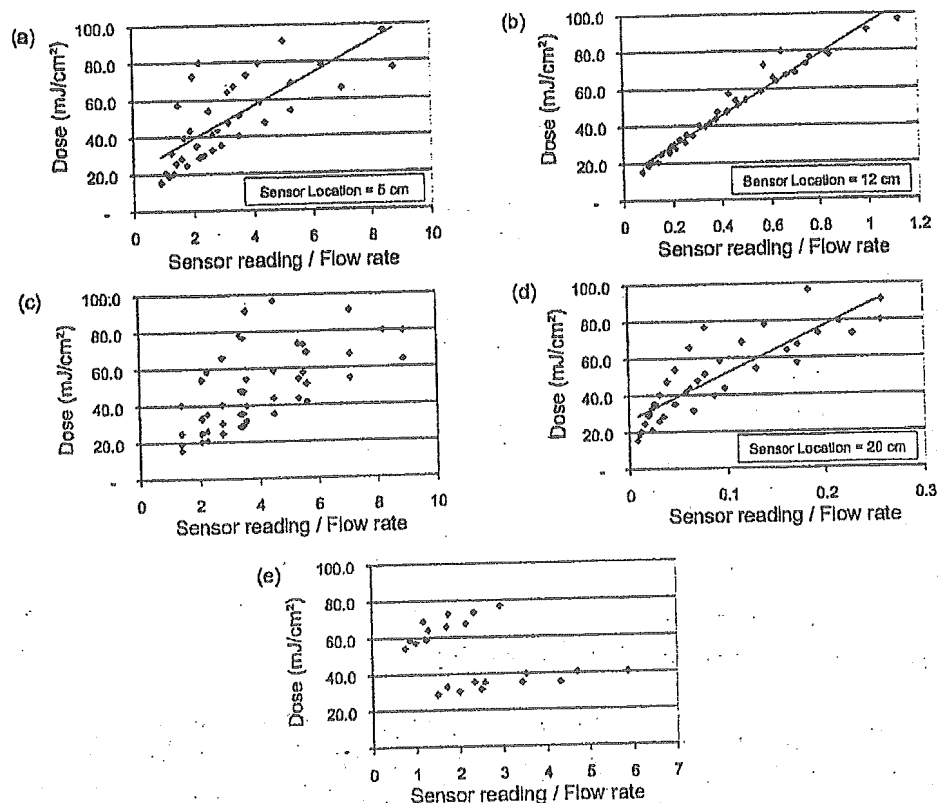 (a)
Dose (mJ/cm²)
100.0
80.0
60.0
40.0
20.0
-
Sensor Location = 5 cm
0 2 4 6 8 10
Sensor reading / Flow rate
(b)
Dose (mJ/cm²)
100.0
80.0
60.0
40.0
20.0
-
Sensor Location = 12 cm
0 0.2 0.4 0.6 0.8 1 1.2
Sensor reading / Flow rate
(c)
Dose (mJ/cm²)
100.0
80.0
60.0
40.0
20.0
-
0 2 4 6 8 10
Sensor reading / Flow rate
(d)
Dose (mJ/cm²)
100.0
80.0
60.0
40.0
20.0
-
Sensor Location = 20 cm
0 0.1 0.2 0.3
Sensor reading / Flow rate
(e)
Dose (mJ/cm²)
100.0
80.0
60.0
40.0
20.0
-
0 1 2 3 4 5 6 7
Sensor reading / Flow rate